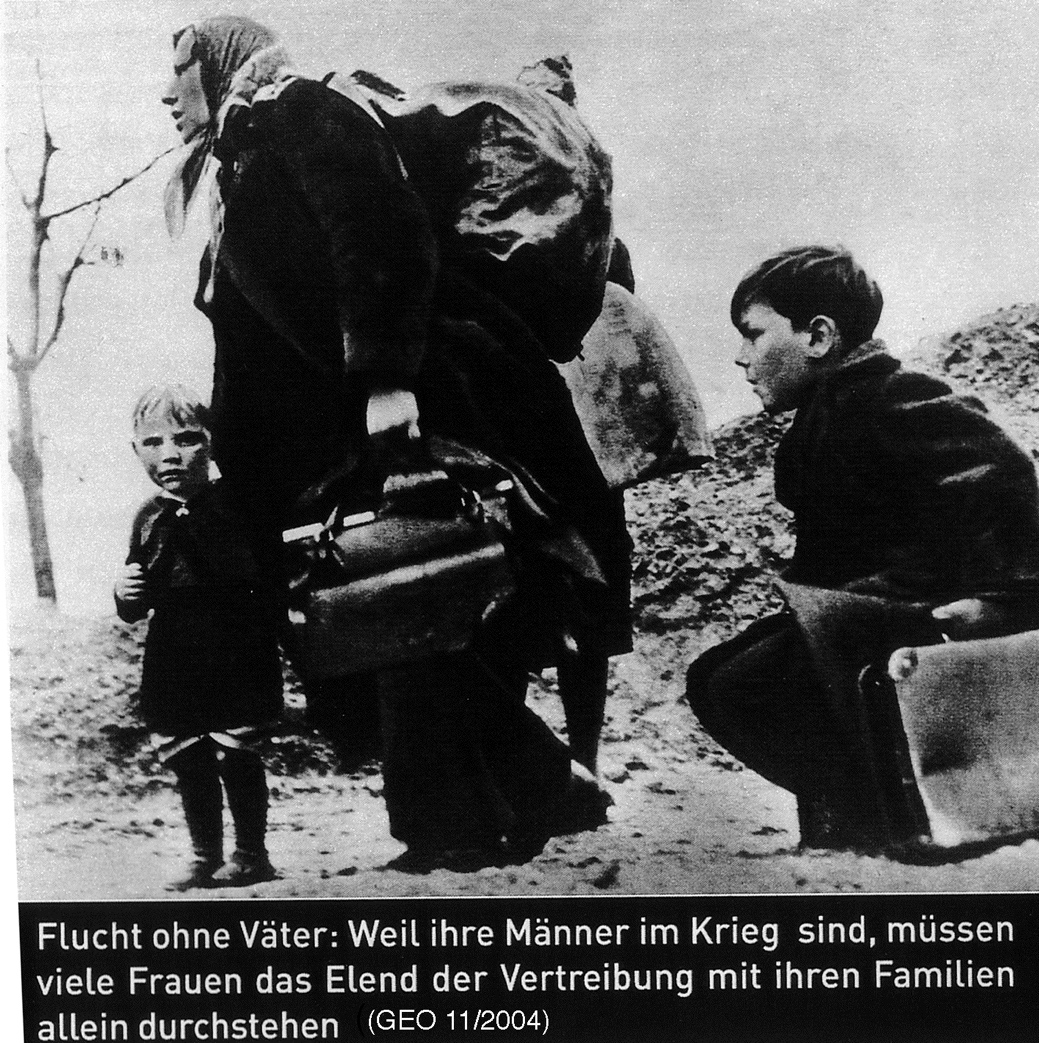 Flucht ohne Väter: Weil ihre Männer im Krieg sind, müssen
viele Frauen das Elend der Vertreibung mit ihren Familien
allein durchstehen (GEO 11/2004)